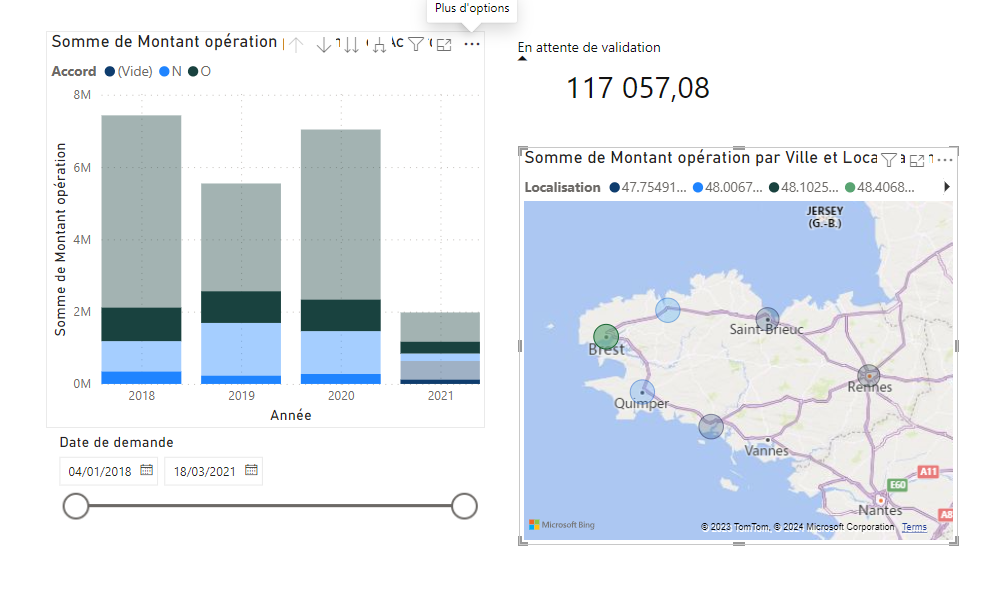 Plus d'options
Somme de Montant opération
Accord (Vide) N O
8M
6M
4M
2M
0M
Somme de Montant opération
2018 2019 2020 2021
Année
Date de demande
04/01/2018 18/03/2021
En attente de validation
117 057,08
Somme de Montant opération par Ville et Loca
Localisation 47.75491... 48.0067... 48.1025... 48.4068...
JERSEY
(G.-B.)
Saint-Brieuc
Brest
Rennes
Quimper
Vannes
A11
E60
Nantes
A8
Microsoft Bing
© 2023 TomTom, © 2024 Microsoft Corporation Terms